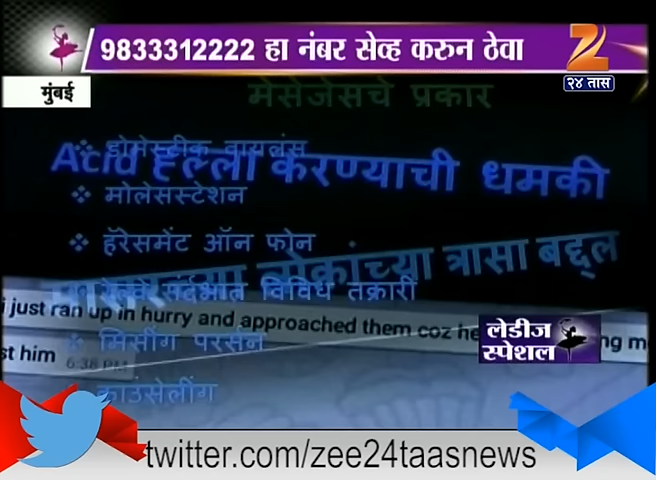 9833312222 हा नंबर सेव्ह करुन ठेवा
२४ तास
मुंबई
मेसेजेसचे प्रकार
डोमेस्टीक वायलंस
Acid हल्ला करण्याची धमकी
मोलेसस्टेशन
हॅरेसमेंट ऑन फोन
लोकांच्या त्रासा बद्द्ल
संदर्भात विविध तक्रारी
i just ran up in hurry and approached them coz he
ng m
लेडीज
स्पेशल
मिसींग परसन
st him
6:38 PM
काउंसेलींग
twitter.com/zee24taasnews